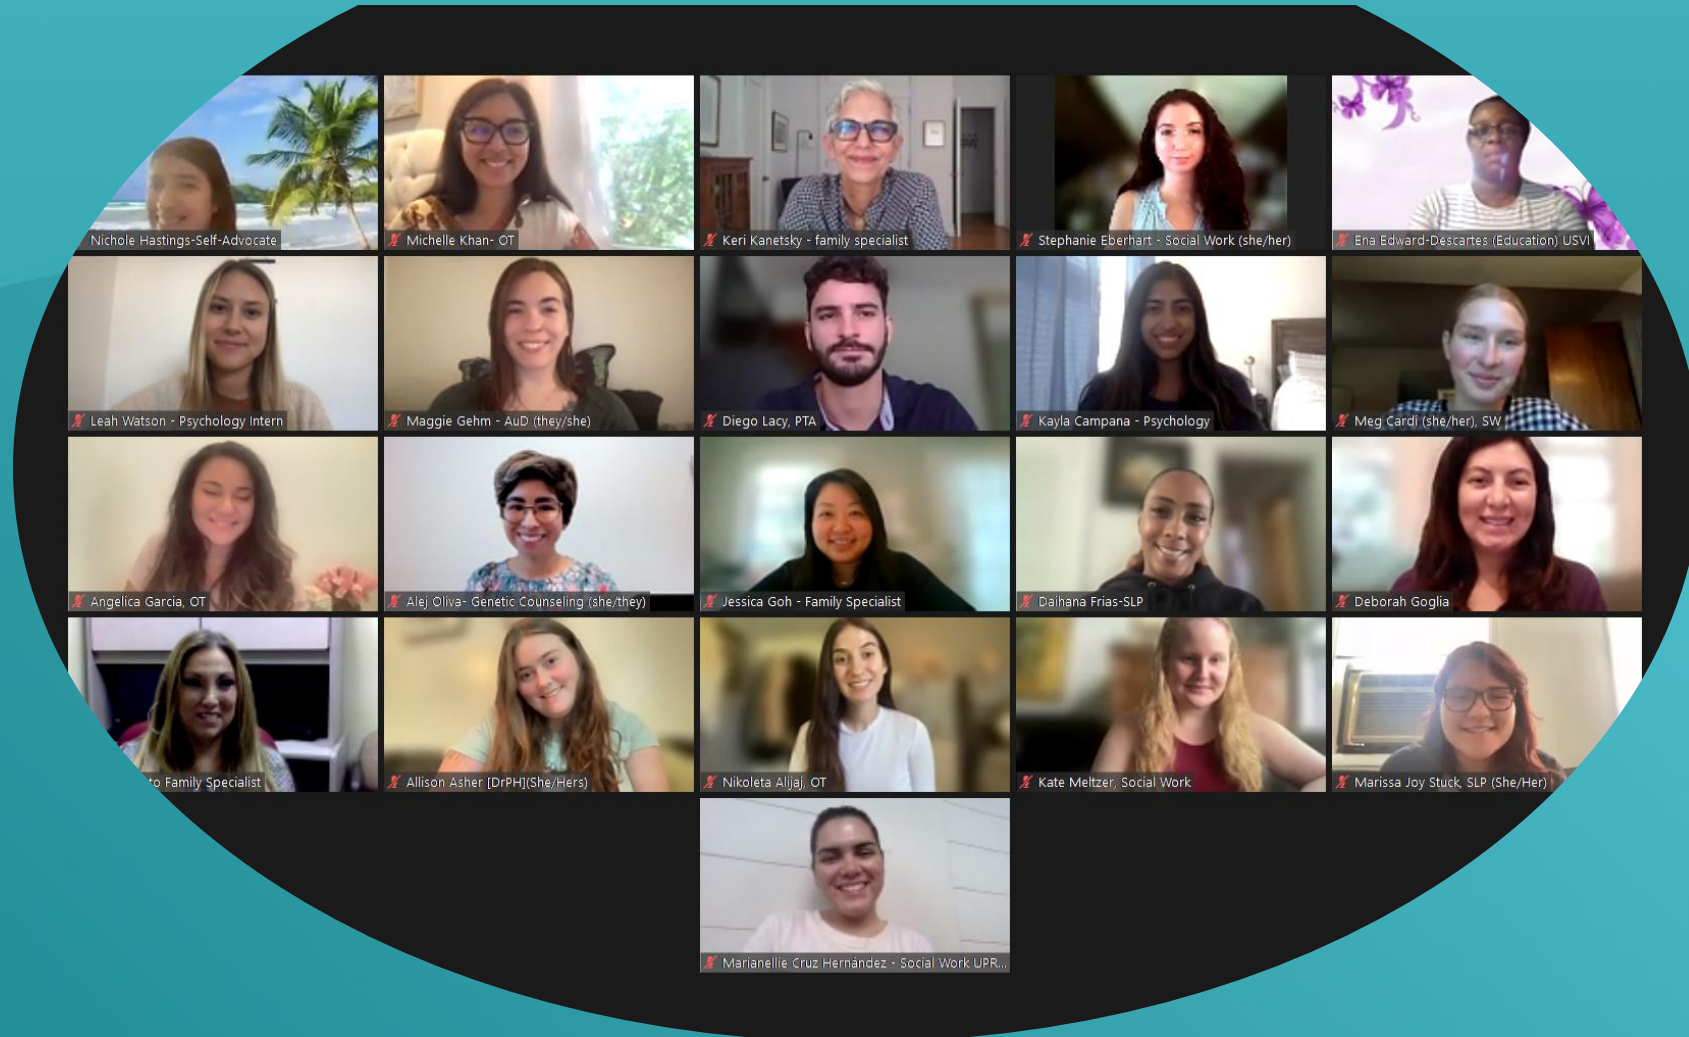 Nichole Hastings-Self-Advocate
Michelle Khan- OT
Keri Kanetsky - family specialist
Stephanie Eberhart - Social Work (she/her)
Ena Edward-Descartes (Education) USVI
Leah Watson - Psychology Intern
Maggie Gehm - AuD (they/she)
Diego Lacy, PTA
Kayla Campana - Psychology
Meg Cardi (she/her), SW
Angelica Garcia, OT
Alej Oliva- Genetic Counseling (she/they)
Jessica Goh - Family Specialist
Daihana Frias-SLP
Deborah Goglia
to Family Specialist
Allison Asher [DrPH](She/Hers)
Nikoleta Alijaj, OT
Kate Meltzer, Social Work
Marissa Joy Stuck, SLP (She/Her)
Marianellie Cruz Hernández - Social Work UPR...